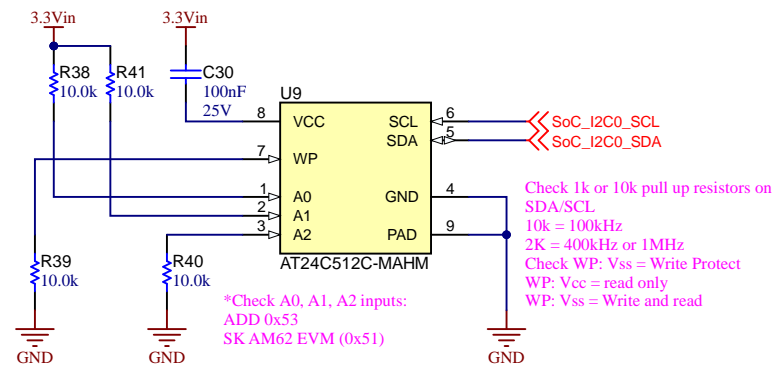 3.3Vin
3.3Vin
R38
10.0k
R41
10.0k
C30
100nF
25V
U9
8
VCC
7
WP
1
A0
2
A1
3
A2
SCL
6
SDA
5
GND
4
PAD
9
AT24C512C-MAHM
SoC_I2C0_SCL
SoC_I2C0_SDA
R39
10.0k
R40
10.0k
GND
GND
GND
*Check A0, A1, A2 inputs:
ADD 0x53
SK AM62 EVM (0x51)
Check 1k or 10k pull up resistors on
SDA/SCL
10k = 100kHz
2K = 400kHz or 1MHz
Check WP: Vss = Write Protect
WP: Vcc = read only
WP: Vss = Write and read